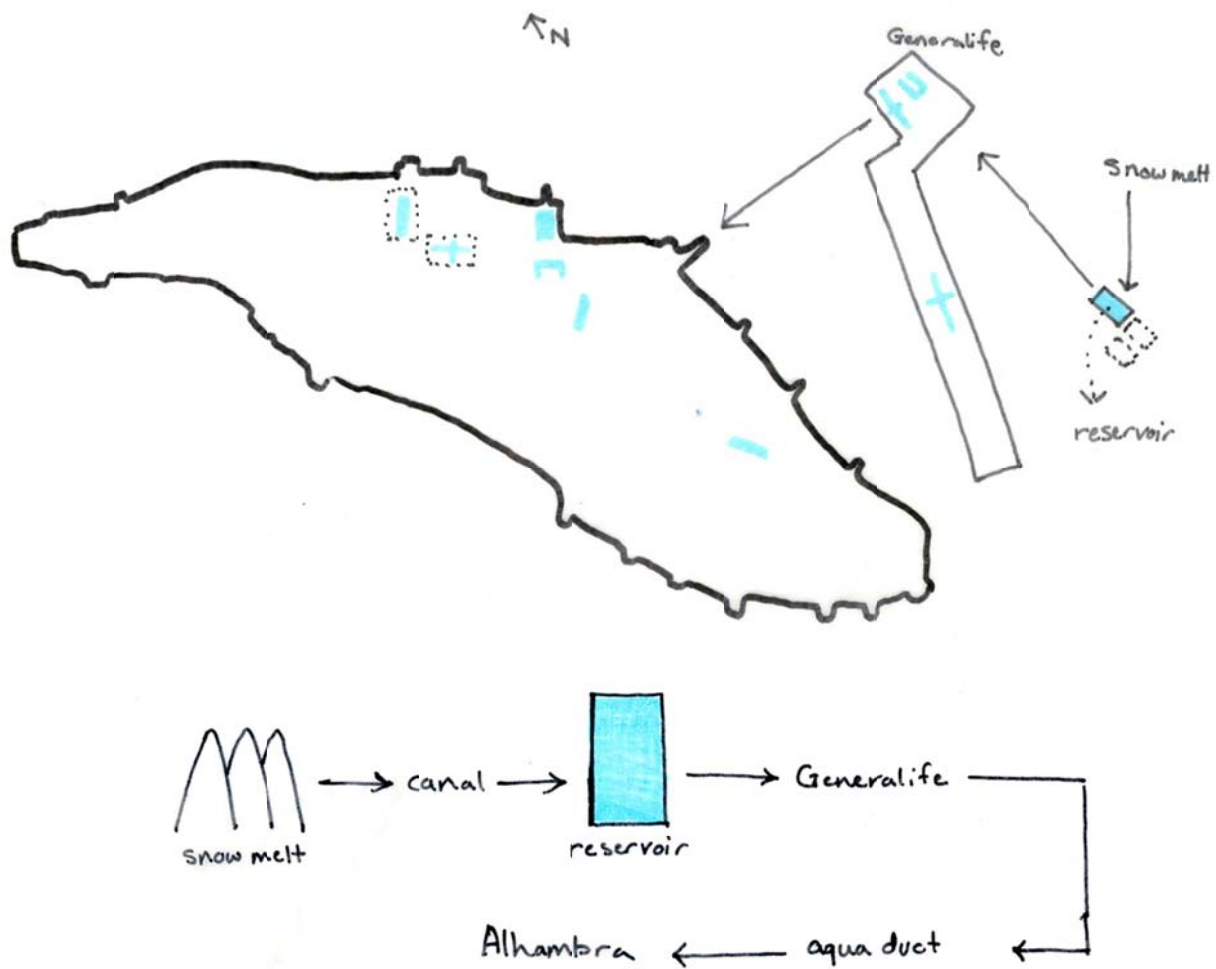 N
Generalife
Snow melt
reservoir
snow melt
canal
reservoir
Generalife
Alhambra
aqua duct